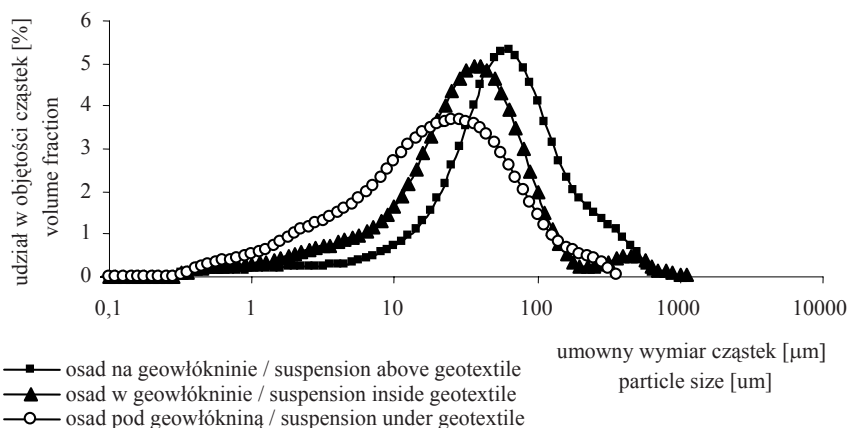 udział w objętości cząstek [%]
volume fraction
6
5
4
3
2
1
0
0,1 1 10 100 1000 10000
umowny wymiar cząstek [μm]
particle size [um]
osad na geowłókninie / suspension above geotextile
osad w geowłókninie / suspension inside geotextile
osad pod geowłókniną / suspension under geotextile